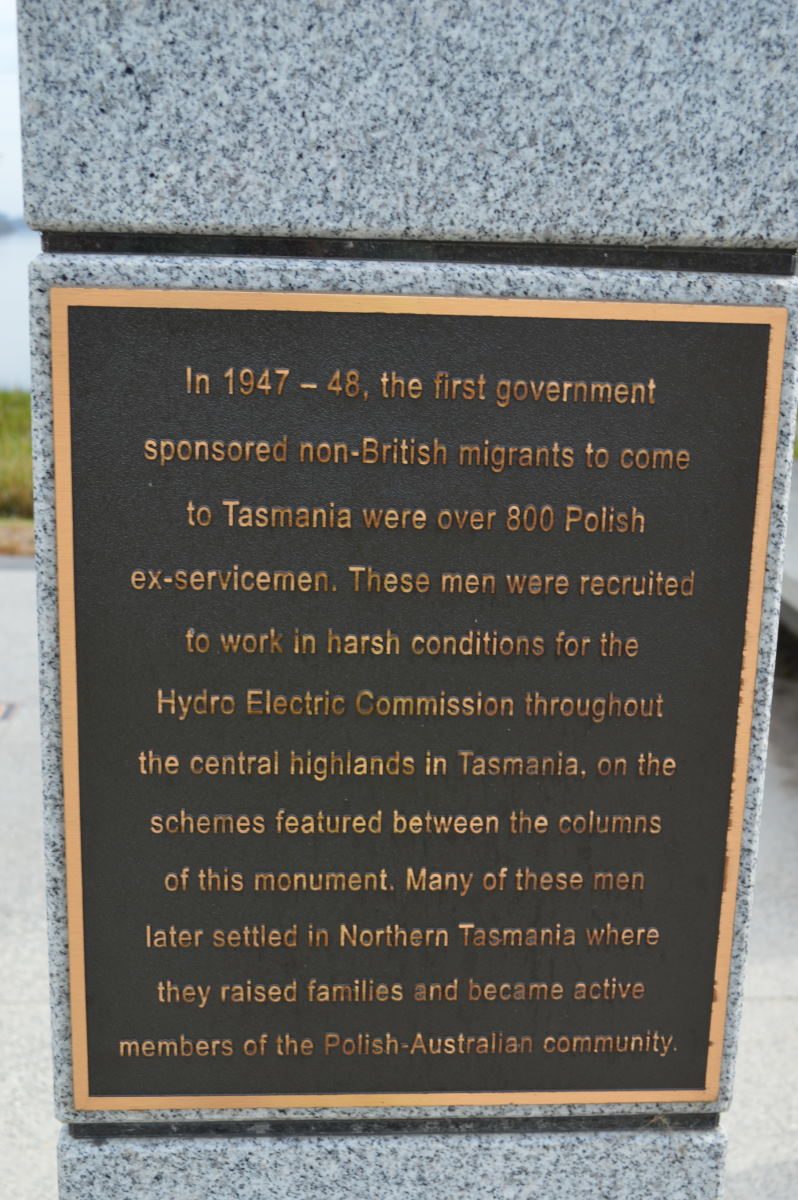 In 1947 – 48, the first government
sponsored non-British migrants to come
to Tasmania were over 800 Polish
ex-servicemen. These men were recruited
to work in harsh conditions for the
Hydro Electric Commission throughout
the central highlands in Tasmania, on the
schemes featured between the columns
of this monument. Many of these men
later settled in Northern Tasmania where
they raised families and became active
members of the Polish-Australian community.